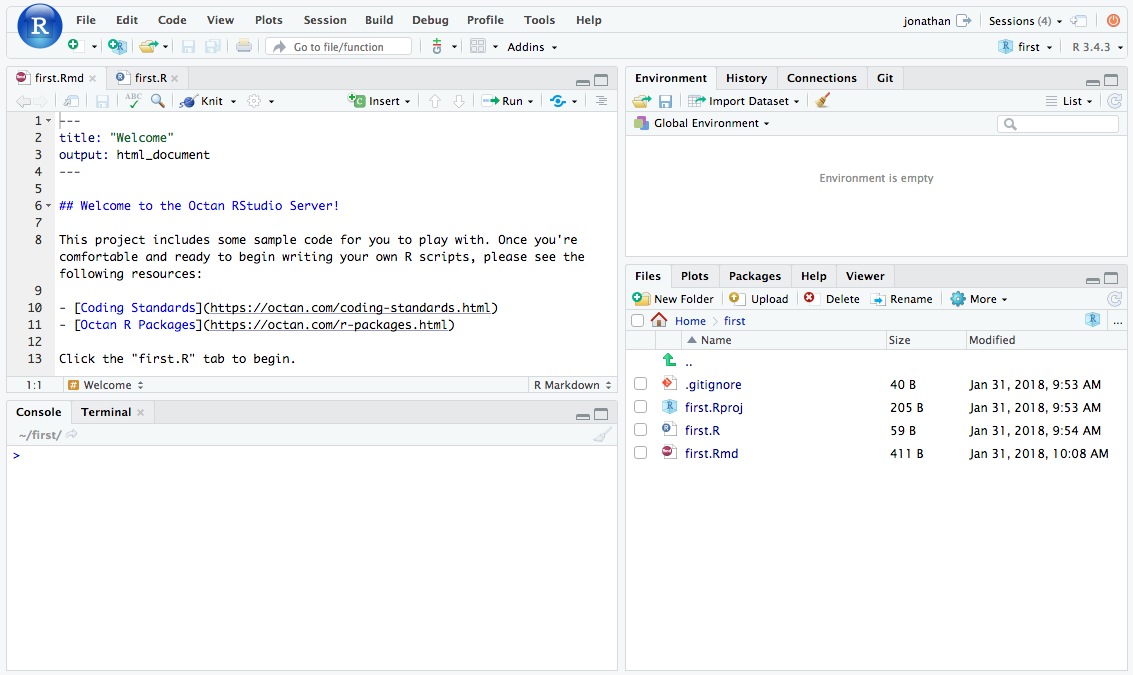 R File Edit Code View Plots Session Build Debug Profile Tools Help jonathan Sessions (4)
Go to file/function Addins first R 3.4.3
first.Rmd first.R
ABC Knit Insert Run
1 ---
2 title: "Welcome"
3 output: html_document
4 ---
5
6 ## Welcome to the Octan RStudio Server!
7
8 This project includes some sample code for you to play with. Once you're
comfortable and ready to begin writing your own R scripts, please see the
following resources:
9
10 - [Coding Standards](https://octan.com/coding-standards.html)
11 - [Octan R Packages](https://octan.com/r-packages.html)
12
13 Click the "first.R" tab to begin.
1:1 # Welcome R Markdown
Console Terminal
~/first/
>
Environment History Connections Git
Import Dataset List
Global Environment
Environment is empty
Files Plots Packages Help Viewer
New Folder Upload Delete Rename More
Home first ...
Name Size Modified
..
.gitignore 40 B Jan 31, 2018, 9:53 AM
first.Rproj 205 B Jan 31, 2018, 9:53 AM
first.R 59 B Jan 31, 2018, 9:54 AM
first.Rmd 411 B Jan 31, 2018, 10:08 AM